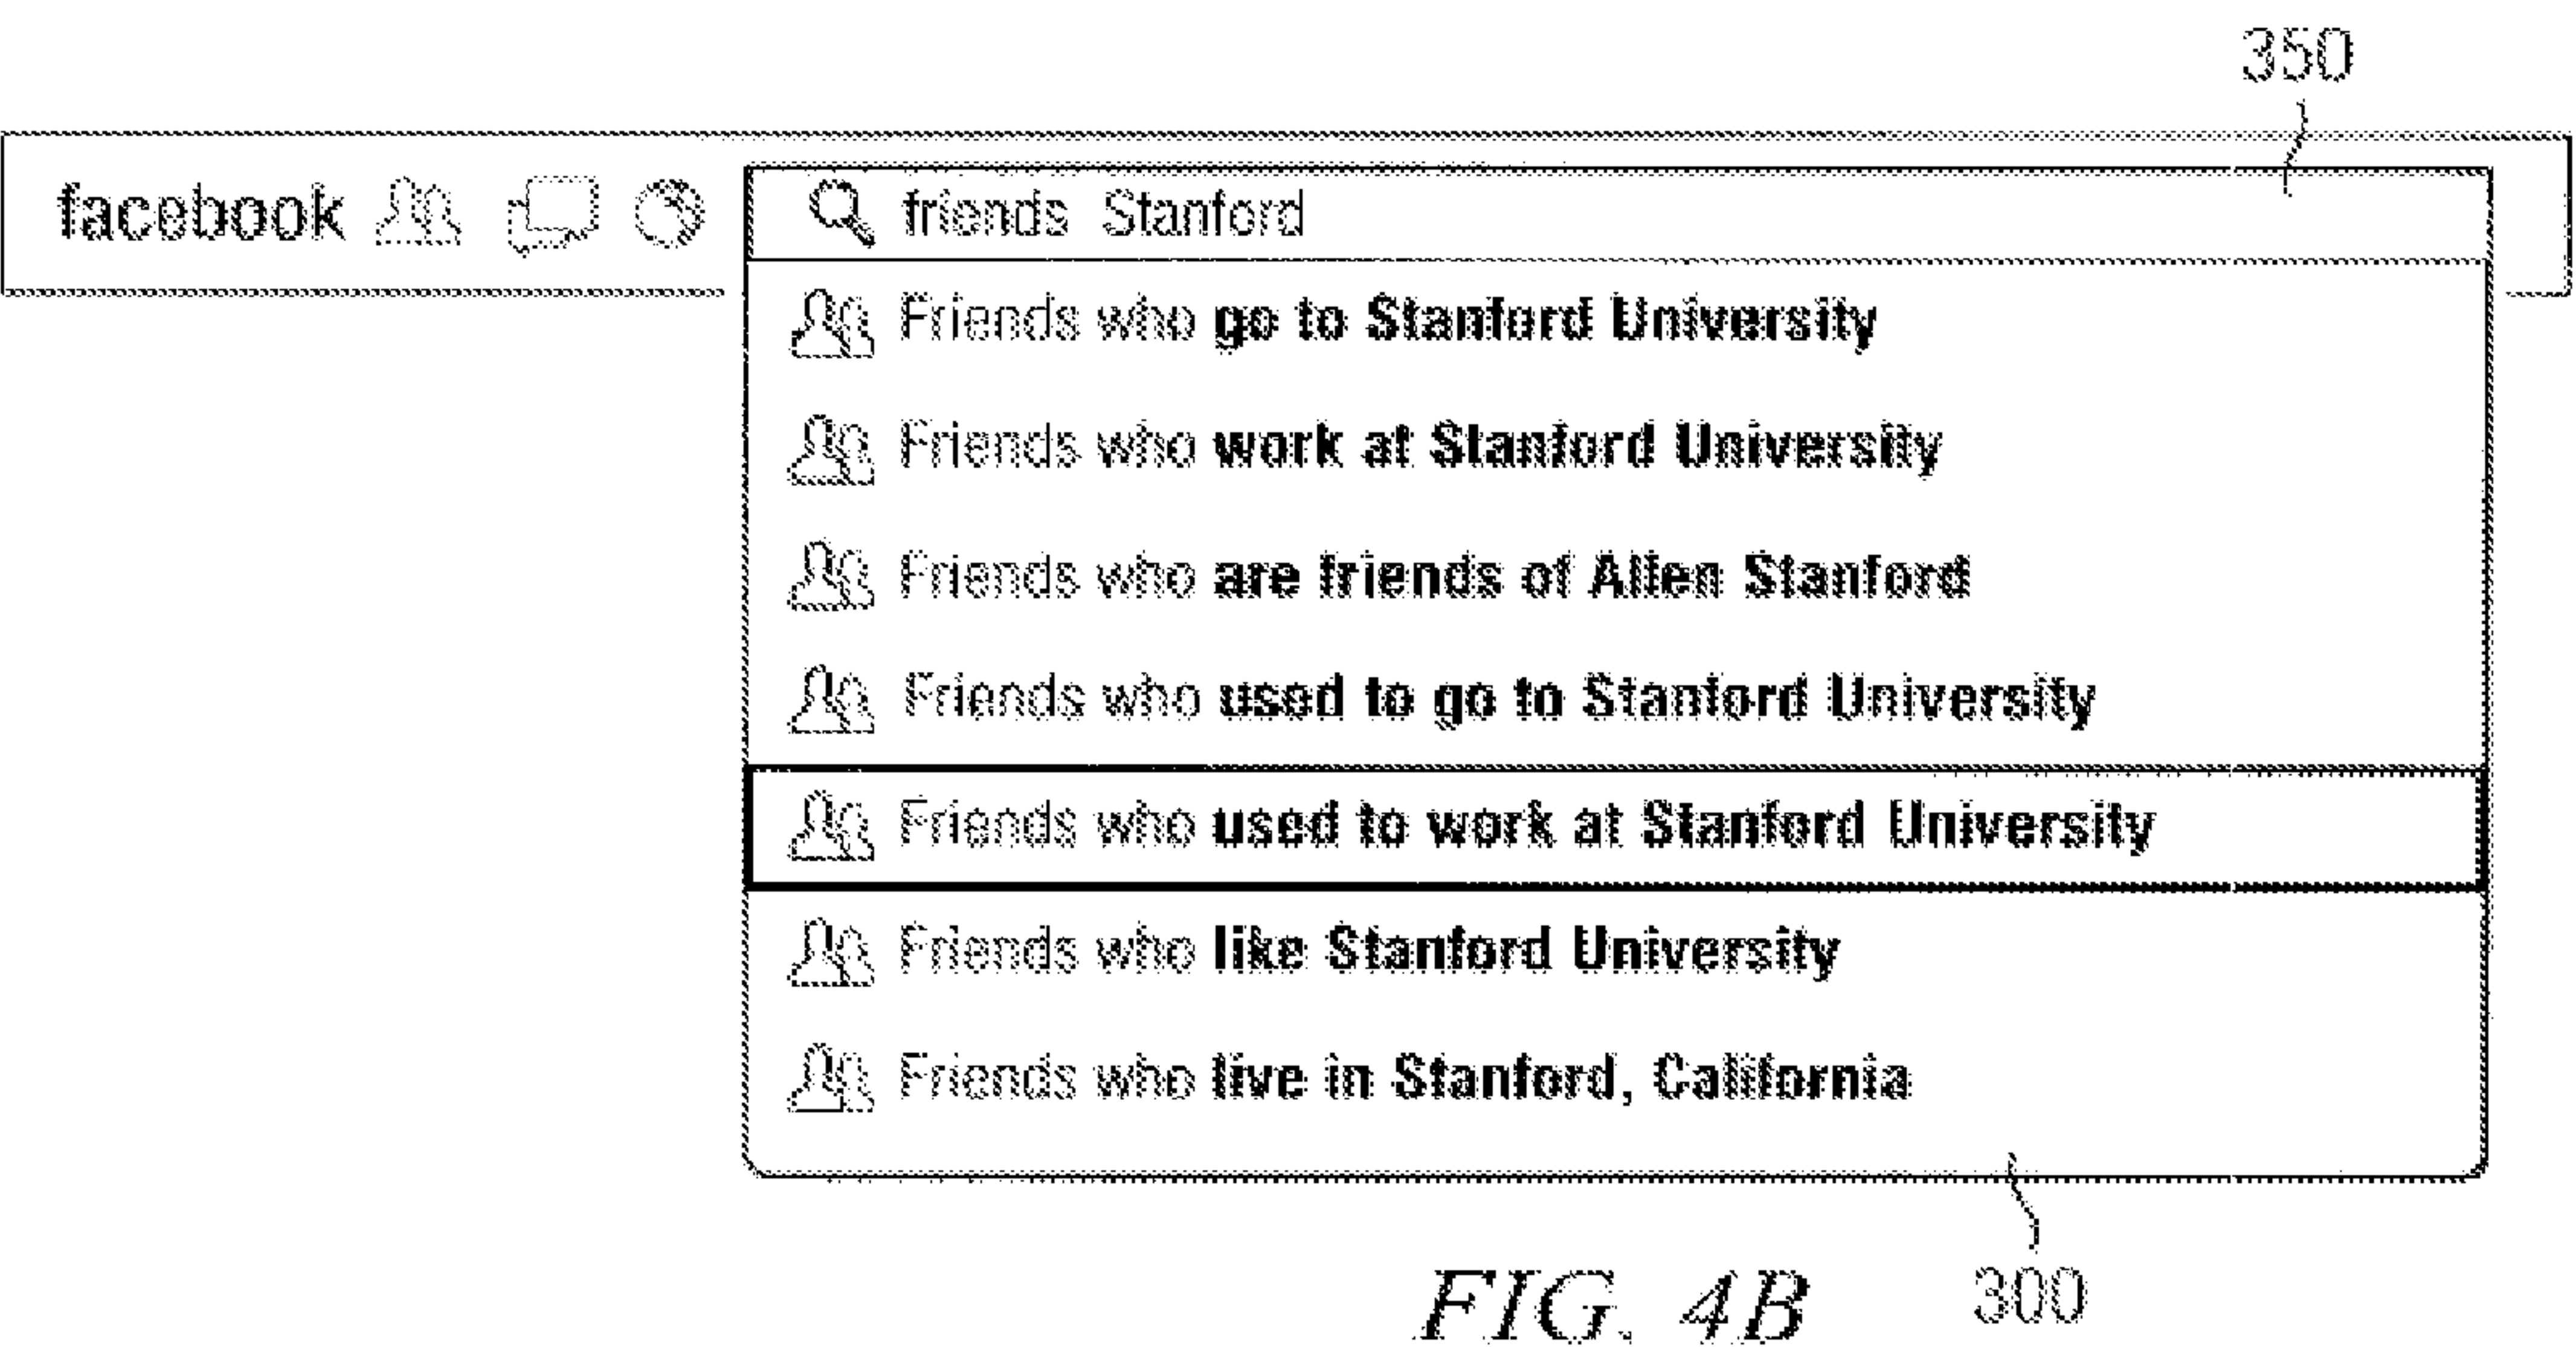 350
facebook friends Stanford
Friends who go to Stanford University
Friends who work at Stanford University
Friends who are friends of Allen Stanford
Friends who used to go to Stanford University
Friends who used to work at Stanford University
Friends who like Stanford University
Friends who live in Stanford, California
FIG. 4B 300